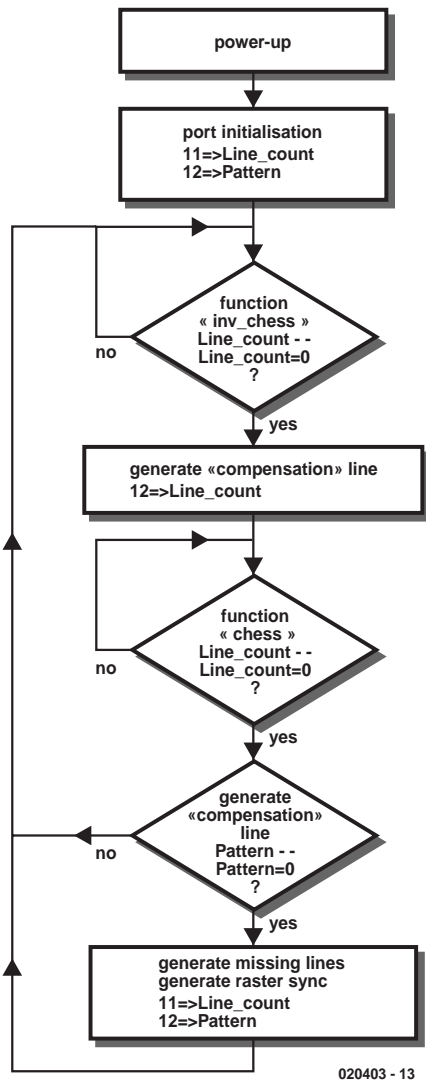 power-up
port initialisation
11=>Line_count
12=>Pattern
function
« inv_chess »
Line_count - -
Line_count=0
?
no
yes
generate «compensation» line
12=>Line_count
function
« chess »
Line_count - -
Line_count=0
?
no
yes
generate
«compensation»
line
Pattern - -
Pattern=0
?
no
yes
generate missing lines
generate raster sync
11=>Line_count
12=>Pattern
020403 - 13